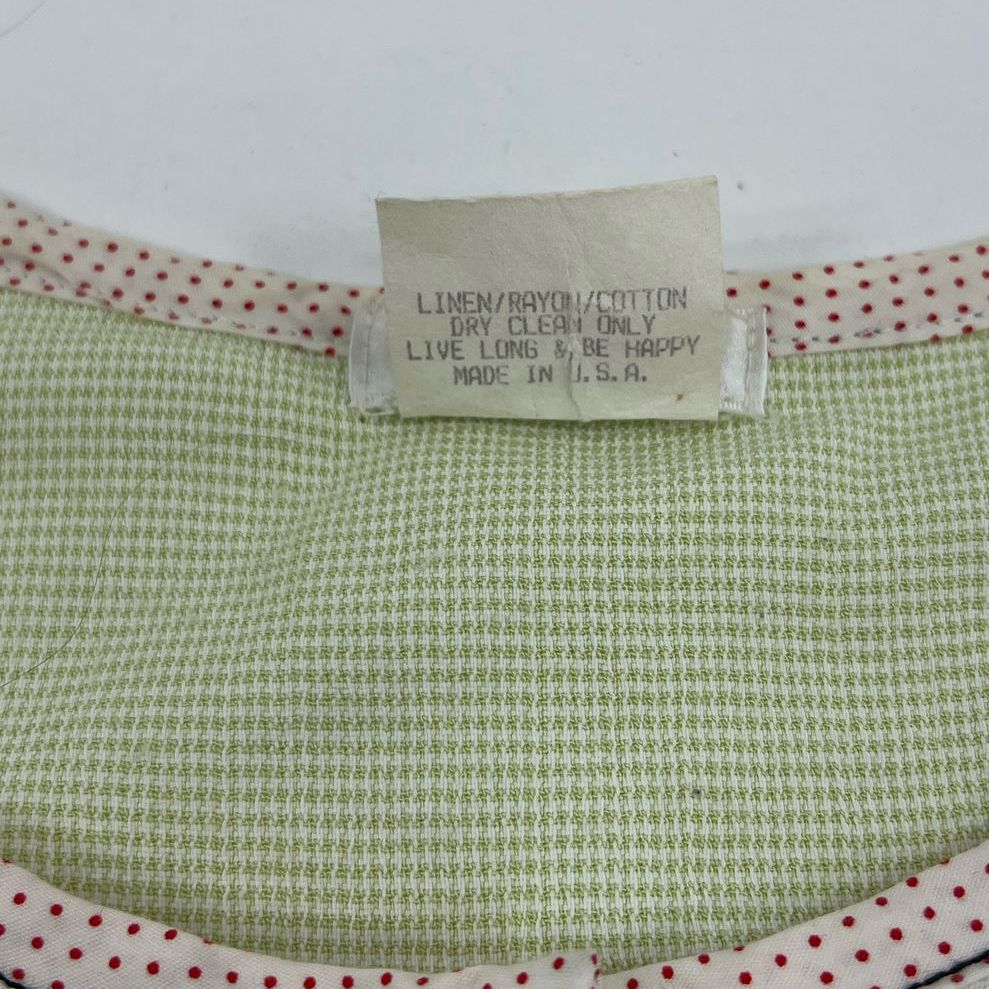 LINEN/RAYON/COTTON
DRY CLEAN ONLY
LIVE LONG & BE HAPPY
MADE IN U.S.A.